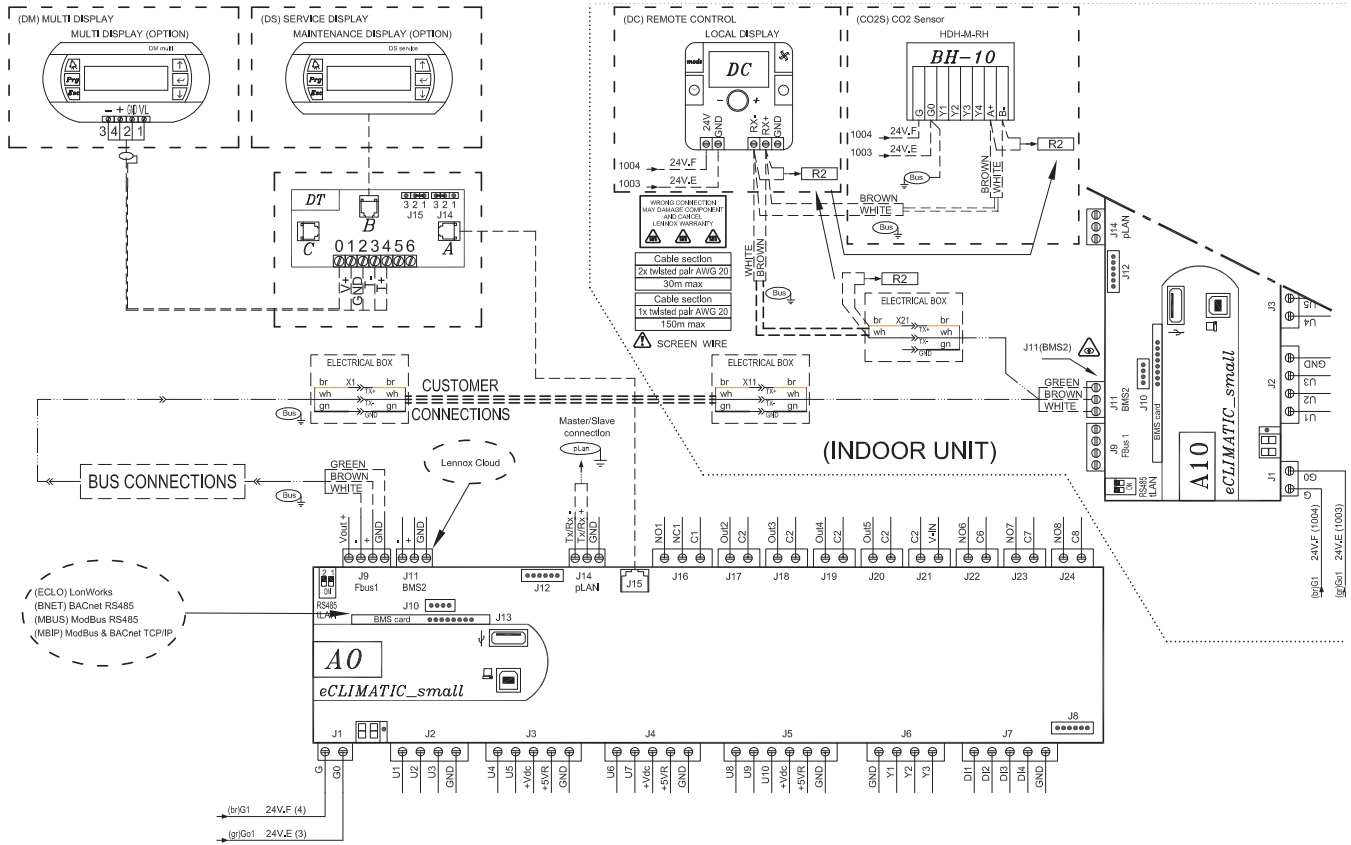 (DM) MULTI DISPLAY
MULTI DISPLAY (OPTION)
DM multi
Prg
Esc
- + GND VL
3 4 2 1
(DS) SERVICE DISPLAY
MAINTENANCE DISPLAY (OPTION)
DS service
Prg
Esc
DT
3 2 1 3 2 1
J15 J14
B
C
A
0 1 2 3 4 5 6
V+
GND
T-
T+
(DC) REMOTE CONTROL
LOCAL DISPLAY
mode
DC
- +
24V
GND
RX-
RX+
GND
1004 24V.F
1003 24V.E
R2
(CO2S) CO2 Sensor
HDH-M-RH
BH-10
G
G0
Y1
Y2
Y3
Y4
A+
B-
1004 24V.F
1003 24V.E
R2
Bus
BROWN
WHITE
BROWN
WHITE
Bus
WRONG CONNECTION
MAY DAMAGE COMPONENT
AND CANCEL
LENNOX WARRANTY
Cable section
2x twisted pair AWG 20
30m max
Cable section
1x twisted pair AWG 20
150m max
SCREEN WIRE
WHITE
BROWN
Bus
R2
ELECTRICAL BOX
br X21 br
TX+
wh wh
TX-
gn
GND
J14
pLAN
J12
J11(BMS2)
GREEN
BROWN
WHITE
J11
BMS2
J9
FBus 1
ON
RS485
tLAN
J10
BMS card
A10
eCLIMATIC_small
J3
U5
U4
J2
GND
U3
U2
U1
J1
G0
G
(br)G1 24V.F (1004)
(gr)Go1 24V.E (1003)
(INDOOR UNIT)
ELECTRICAL BOX
br X1 br
TX+
wh wh
TX-
gn gn
GND
Bus
CUSTOMER
CONNECTIONS
ELECTRICAL BOX
br X11 br
TX+
wh wh
TX-
gn gn
GND
Master/Slave
connection
pLan
Lennox Cloud
BUS CONNECTIONS
Bus
GREEN
BROWN
WHITE
Vout +
-
+
GND
-
+
GND
Tx/Rx -
Tx/Rx +
GND
NO1
NC1
C1
Out2
C2
Out3
C2
Out4
C2
Out5
C2
C2
V-IN
NO6
C6
NO7
C7
NO8
C8
2 1
ON
RS485
tLAN
J9
Fbus1
J11
BMS2
J12
J14
pLAN
J15
J16
J17
J18
J19
J20
J21
J22
J23
J24
(ECLO) LonWorks
(BNET) BACnet RS485
(MBUS) ModBus RS485
(MBIP) ModBus & BACnet TCP/IP
J10
BMS card
J13
A0
eCLIMATIC_small
J8
J1
J2
J3
J4
J5
J6
J7
G
G0
U1
U2
U3
GND
U4
U5
+Vdc
+5VR
GND
U6
U7
+Vdc
+5VR
GND
U8
U9
U10
+Vdc
+5VR
GND
GND
Y1
Y2
Y3
DI1
DI2
DI3
DI4
GND
(br)G1 24V.F (4)
(gr)Go1 24V.E (3)